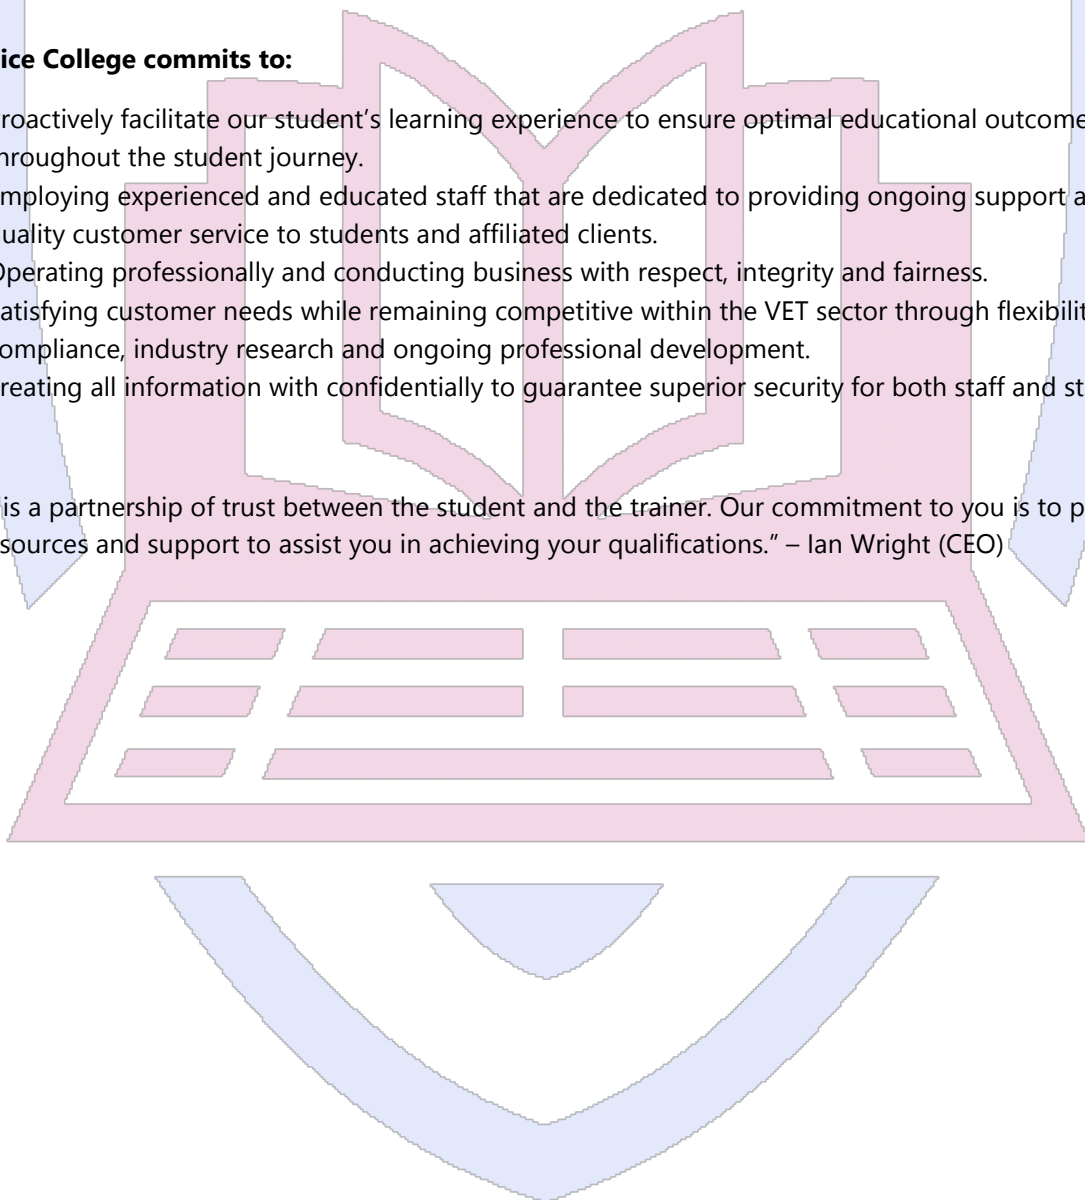 ice College commits to:
roactively facilitate our student's learning experience to ensure optimal educational outcome
hroughout the student journey.
mploying experienced and educated staff that are dedicated to providing ongoing support a
uality customer service to students and affiliated clients.
Operating professionally and conducting business with respect, integrity and fairness.
atisfying customer needs while remaining competitive within the VET sector through flexibilit
ompliance, industry research and ongoing professional development.
reating all information with confidentially to guarantee superior security for both staff and st
is a partnership of trust between the student and the trainer. Our commitment to you is to p
sources and support to assist you in achieving your qualifications.” – Ian Wright (CEO)